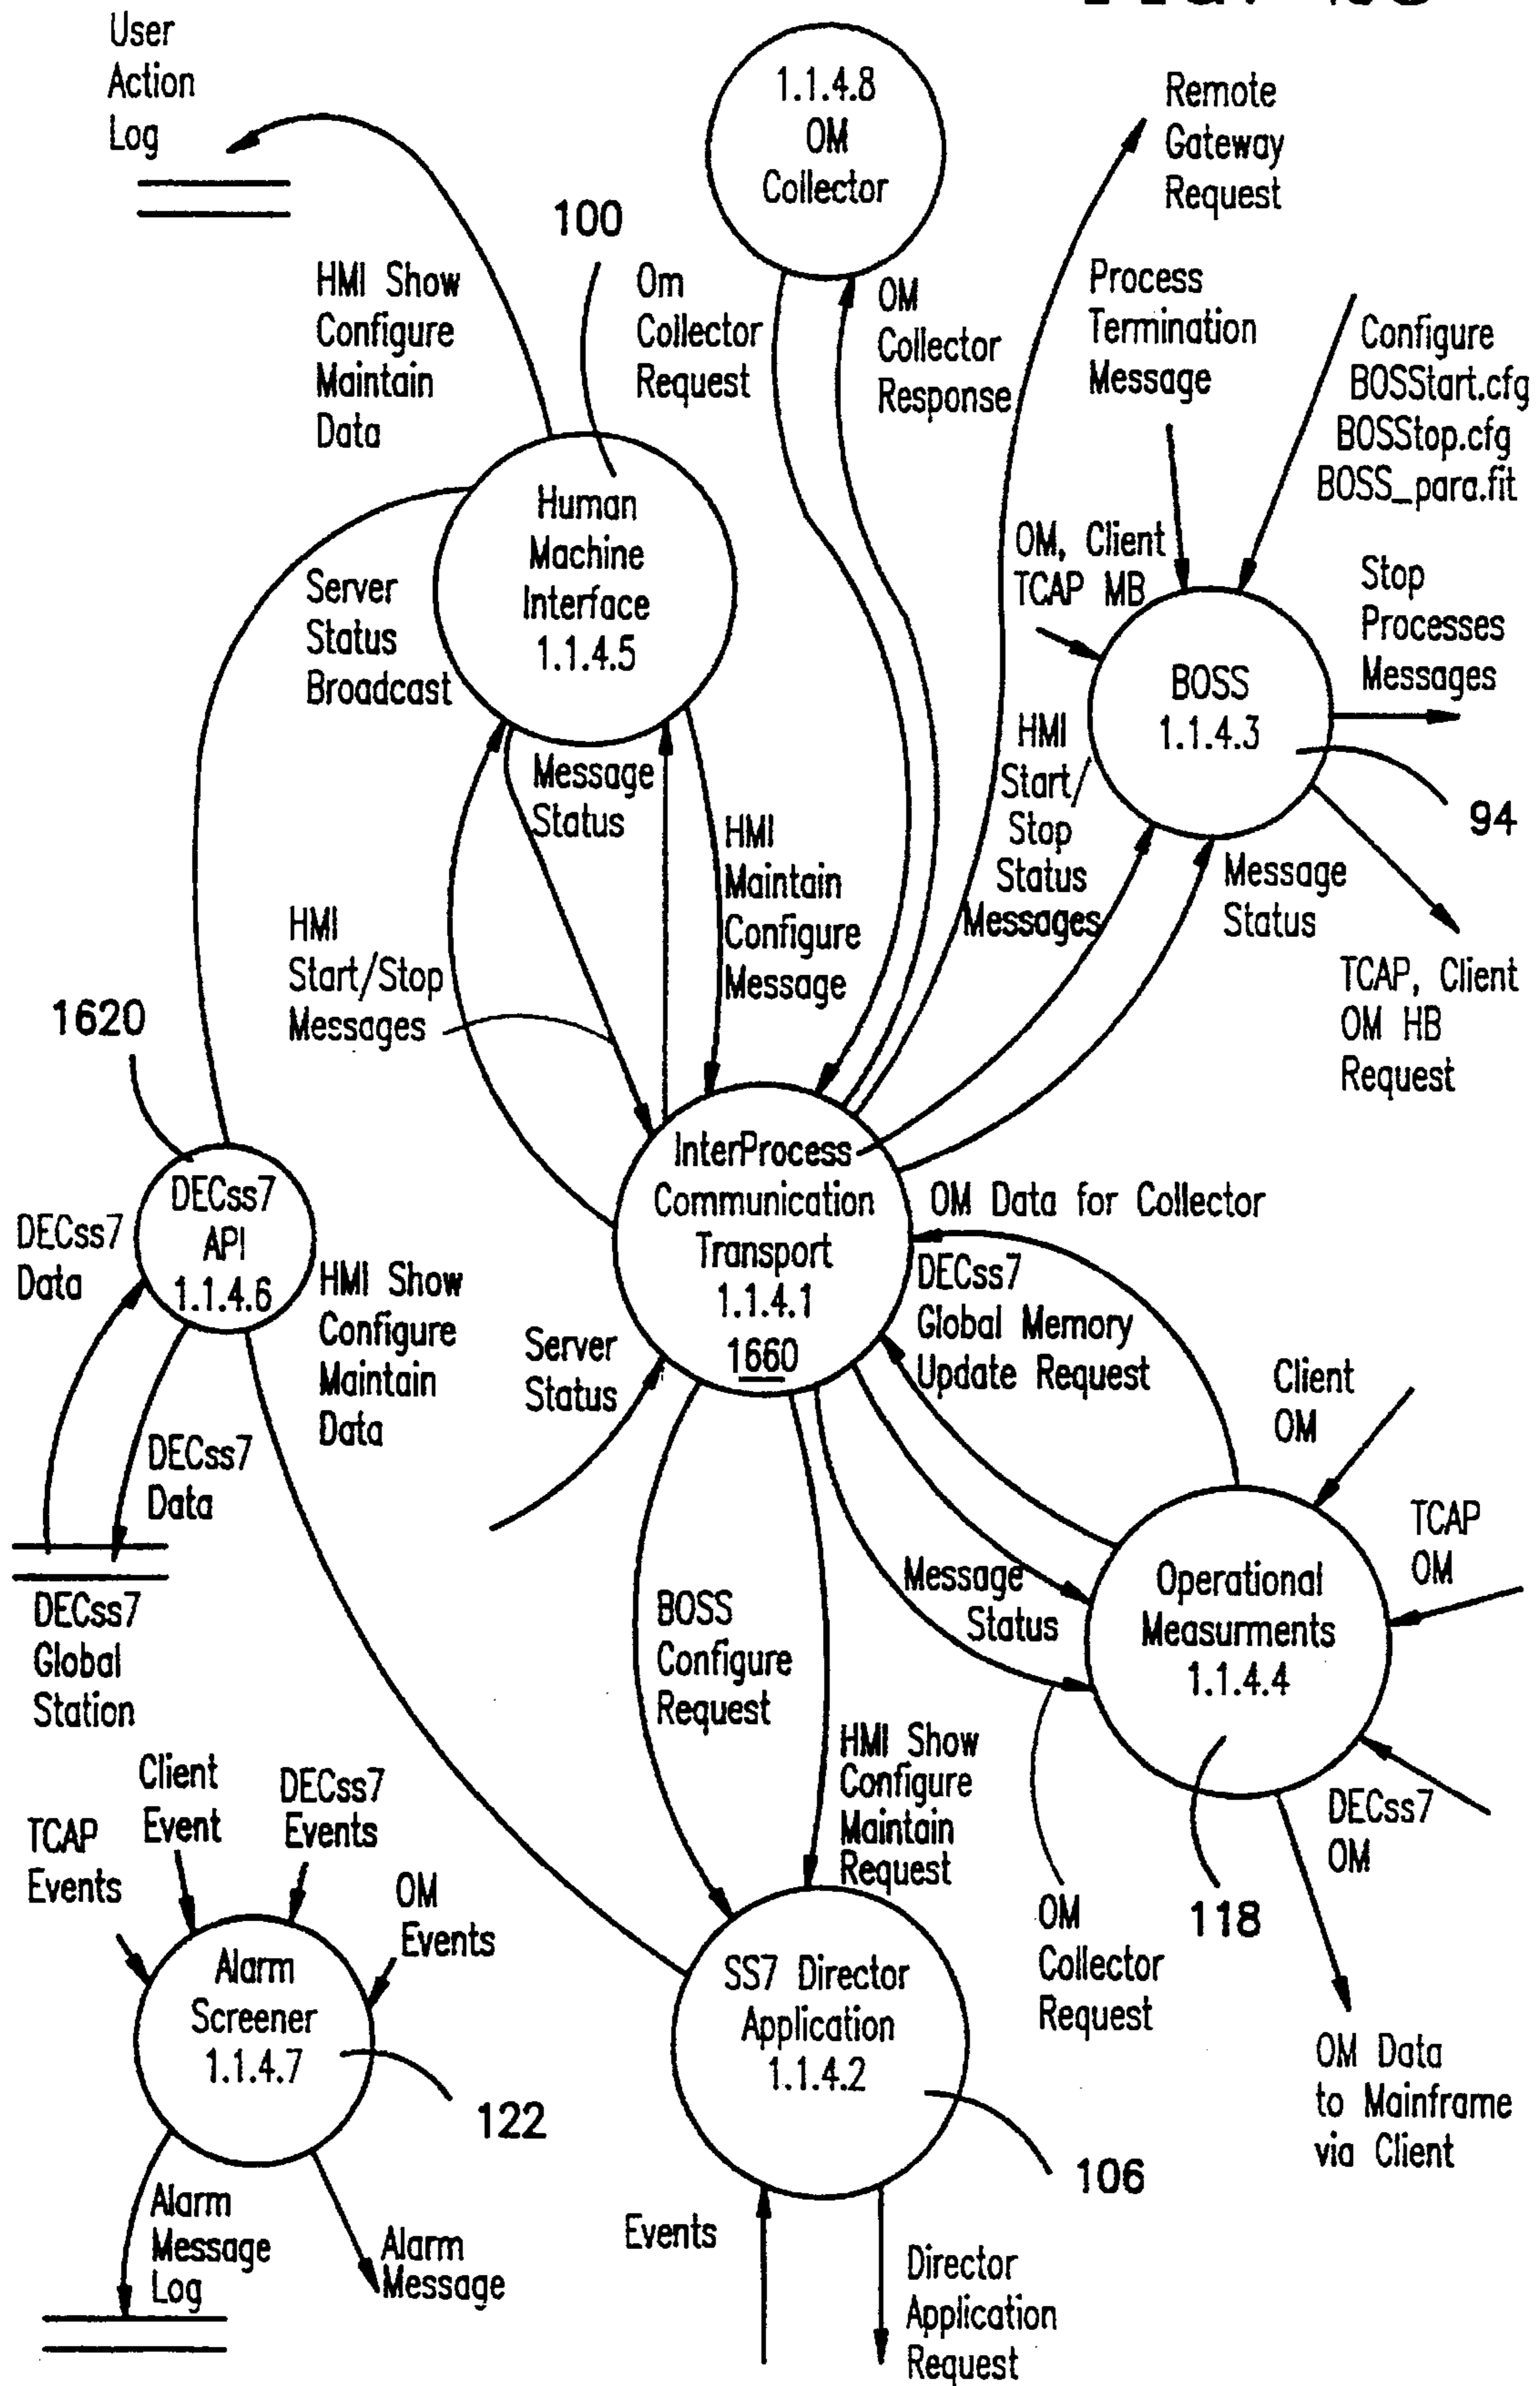 User
Action
Log
1.1.4.8
OM
Collector
Remote
Gateway
Request
100
HMI Show
Configure
Maintain
Data
Om
Collector
Request
OM
Collector
Response
Process
Termination
Message
Configure
BOSStart.cfg
BOSStop.cfg
BOSS_para.fit
Human
Machine
Interface
1.1.4.5
Server
Status
Broadcast
OM, Client
TCAP MB
Stop
Processes
Messages
BOSS
1.1.4.3
94
HMI
Start/
Stop
Status
Messages
Message
Status
Message
Status
HMI
Maintain
Configure
Message
HMI
Start/Stop
Messages
TCAP, Client
OM HB
Request
1620
DECss7
API
1.1.4.6
DECss7
Data
HMI Show
Configure
Maintain
Data
InterProcess
Communication
Transport
1.1.4.1
1660
OM Data for Collector
DECss7
Global Memory
Update Request
Server
Status
Client
OM
TCAP
OM
DECss7
Data
DECss7
Global
Station
Message
Status
Operational
Measurments
1.1.4.4
BOSS
Configure
Request
HMI Show
Configure
Maintain
Request
DECss7
OM
118
OM
Collector
Request
OM Data
to Mainframe
via Client
TCAP
Events
Client
Event
DECss7
Events
OM
Events
Alarm
Screener
1.1.4.7
122
SS7 Director
Application
1.1.4.2
106
Alarm
Message
Log
Alarm
Message
Events
Director
Application
Request